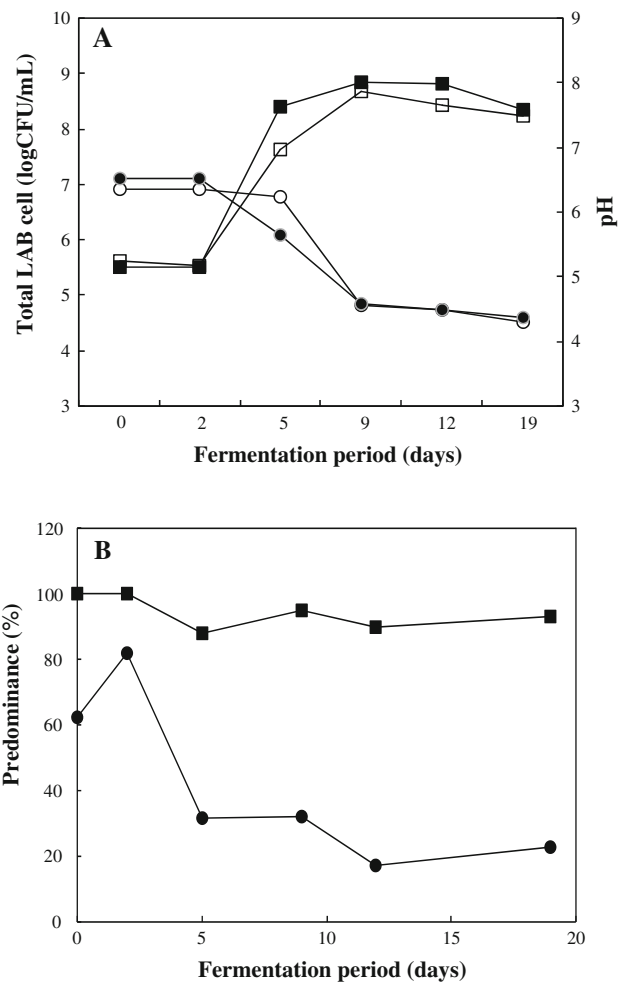 A
10
9
8
7
6
5
4
3
Total LAB cell (logCFU/mL)
9
8
7
6
5
4
3
pH
0 2 5 9 12 19
Fermentation period (days)
B
120
100
80
60
40
20
0
Predominance (%)
0 5 10 15 20
Fermentation period (days)